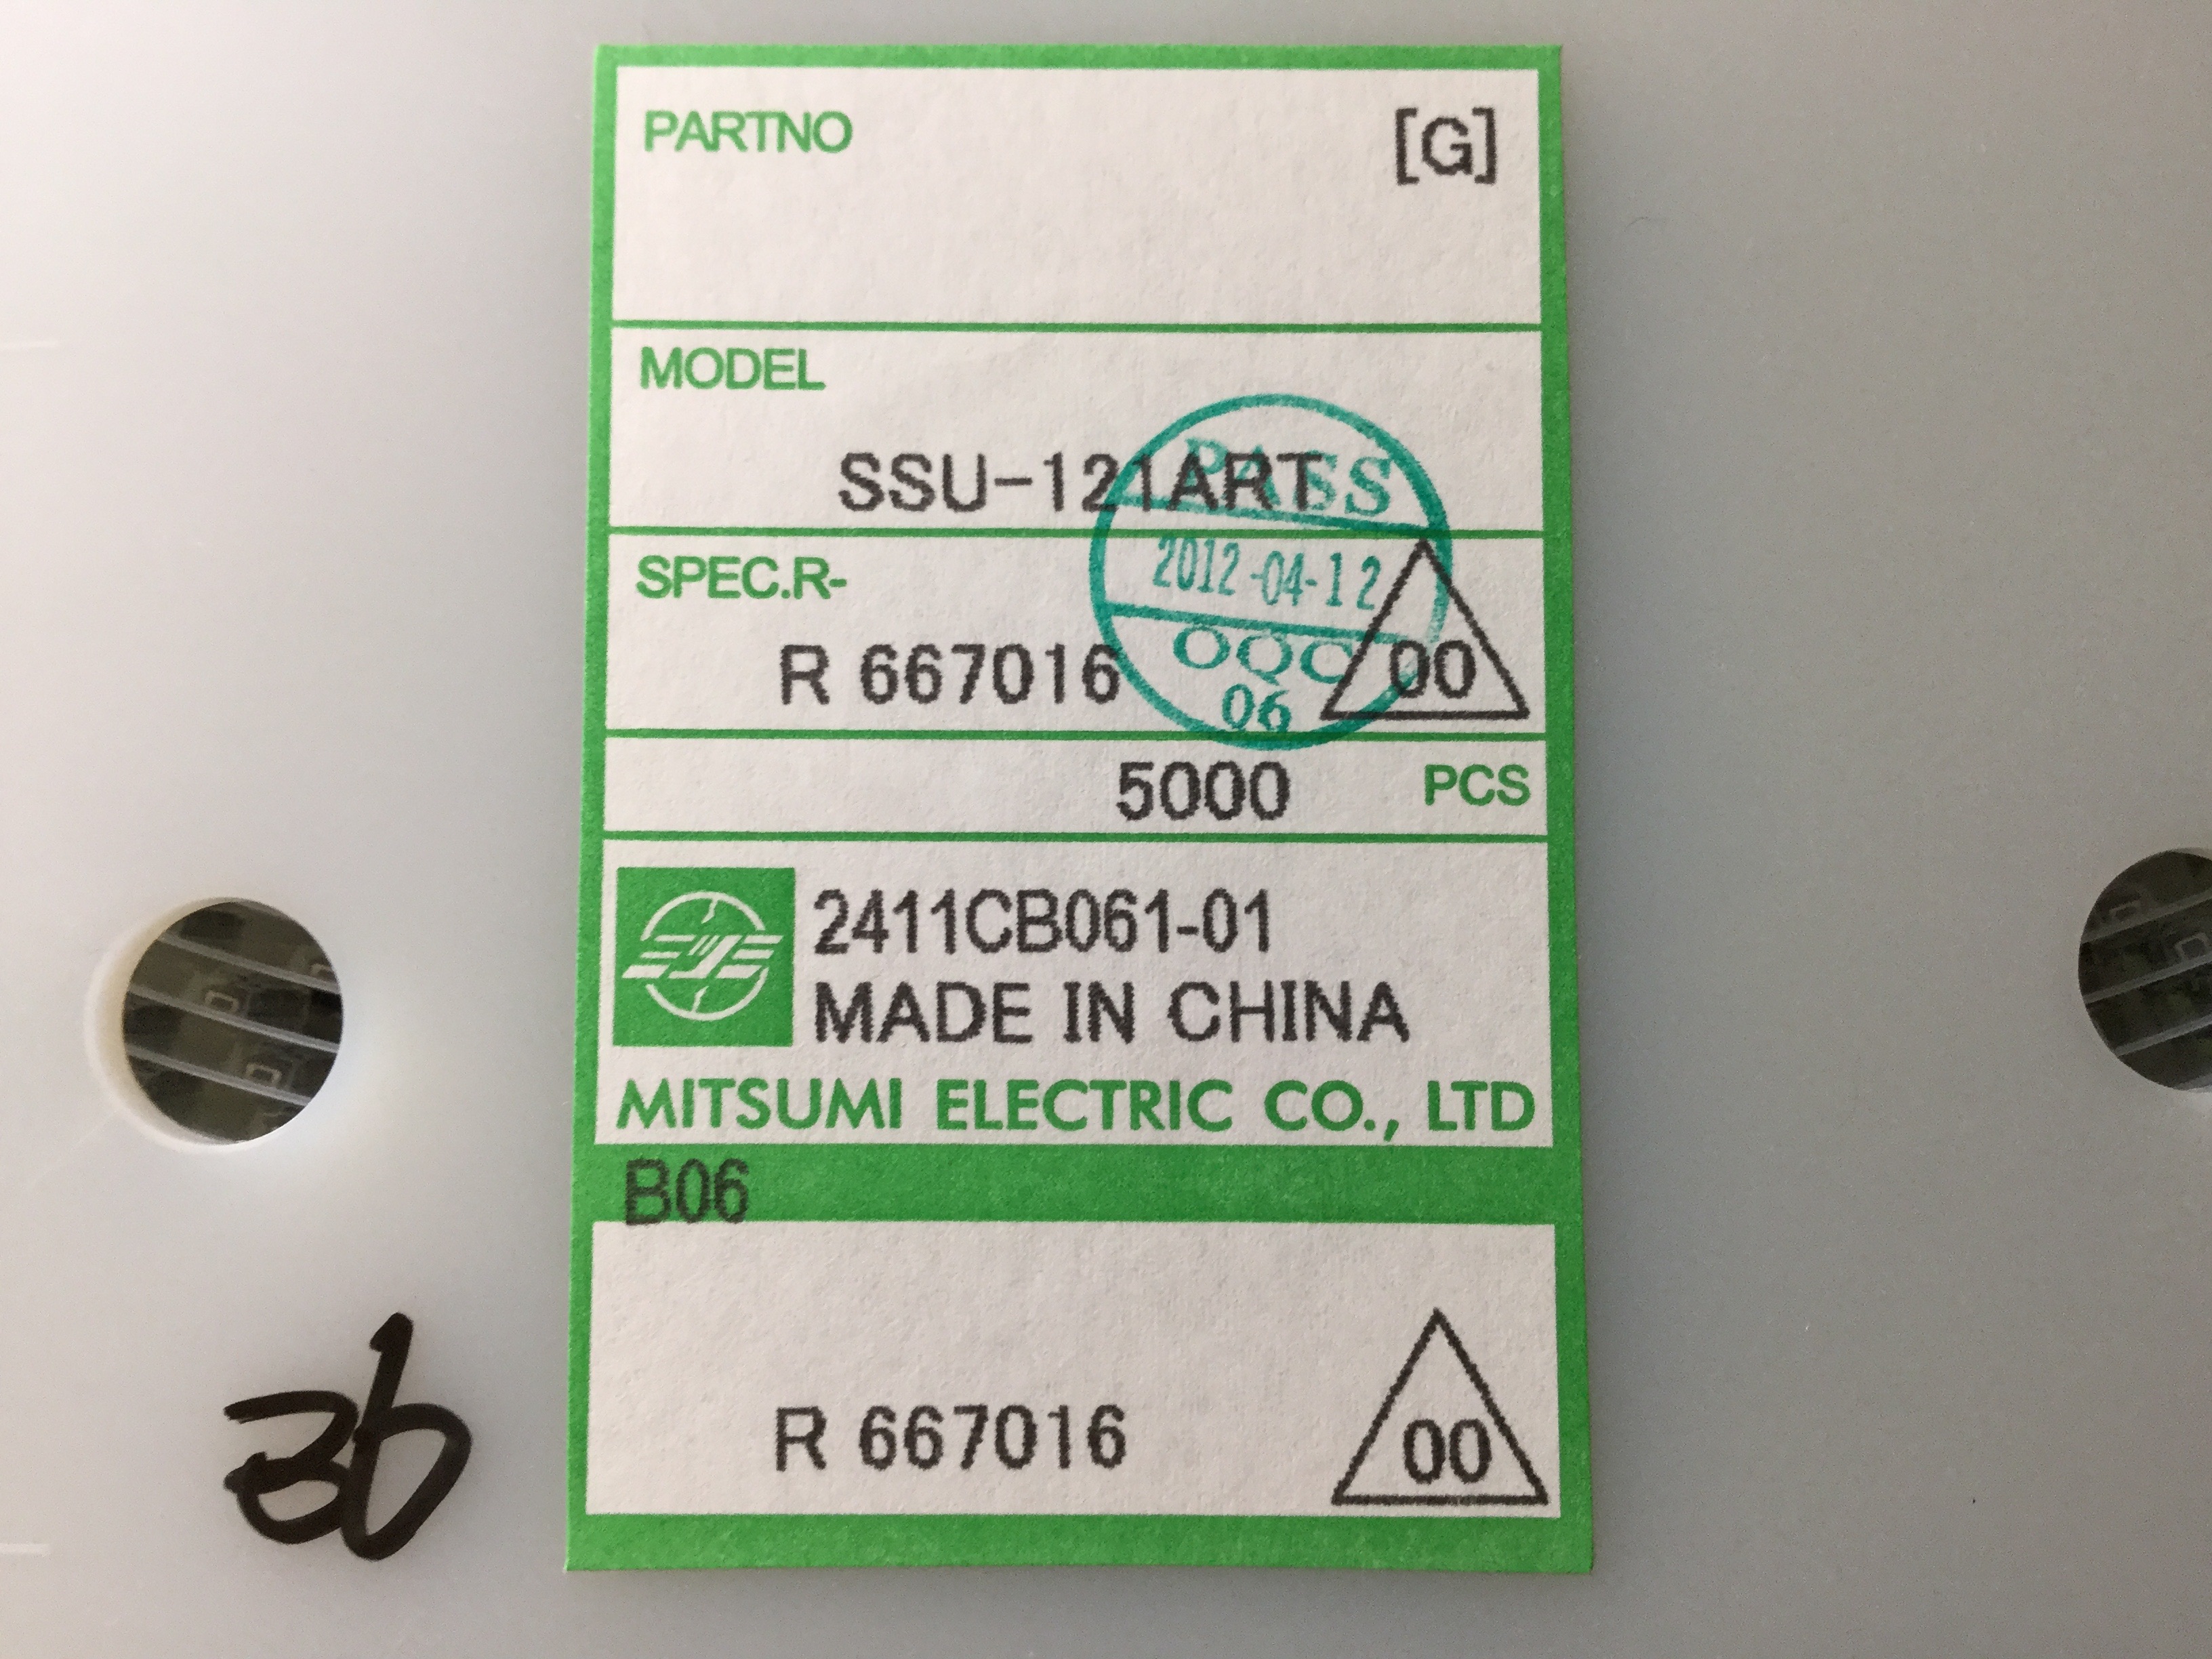 PARTNO [G]
MODEL
SSU-121ART
PASS
SPEC.R-
2012-04-12
R 667016 00
OQC
06
5000 PCS
2411CB061-01
MADE IN CHINA
MITSUMI ELECTRIC CO., LTD
B06
R 667016 00